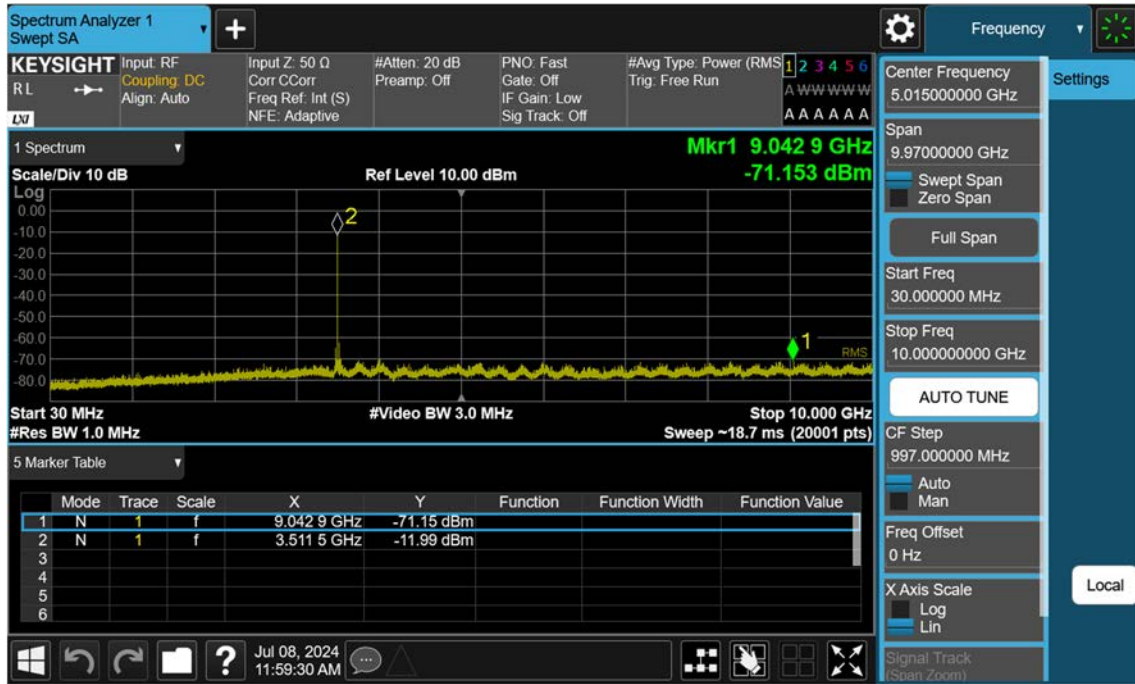 Spectrum Analyzer 1
Swept SA
+
Frequency
KEYSIGHT
RL
LXI
Input: RF
Coupling: DC
Align: Auto
Input Z: 50 Ω
Corr CCorr
Freq Ref: Int (S)
NFE: Adaptive
#Atten: 20 dB
Preamp: Off
PNO: Fast
Gate: Off
IF Gain: Low
Sig Track: Off
#Avg Type: Power (RMS
Trig: Free Run
1 2 3 4 5 6
A W W W W W
A A A A A A
1 Spectrum
Scale/Div 10 dB
Ref Level 10.00 dBm
Mkr1 9.042 9 GHz
-71.153 dBm
Log
0.00
-10.0
-20.0
-30.0
-40.0
-50.0
-60.0
-70.0
-80.0
2
1
RMS
Start 30 MHz
#Video BW 3.0 MHz
Stop 10.000 GHz
#Res BW 1.0 MHz
Sweep ~18.7 ms (20001 pts)
5 Marker Table
Mode Trace Scale X Y Function Function Width Function Value
1 N 1 f 9.042 9 GHz -71.15 dBm
2 N 1 f 3.511 5 GHz -11.99 dBm
3
4
5
6
Center Frequency
5.015000000 GHz
Settings
Span
9.97000000 GHz
Swept Span
Zero Span
Full Span
Start Freq
30.000000 MHz
Stop Freq
10.000000000 GHz
AUTO TUNE
CF Step
997.000000 MHz
Auto
Man
Freq Offset
0 Hz
X Axis Scale
Log
Lin
Local
Signal Track
(Span Zoom)
?
Jul 08, 2024
11:59:30 AM